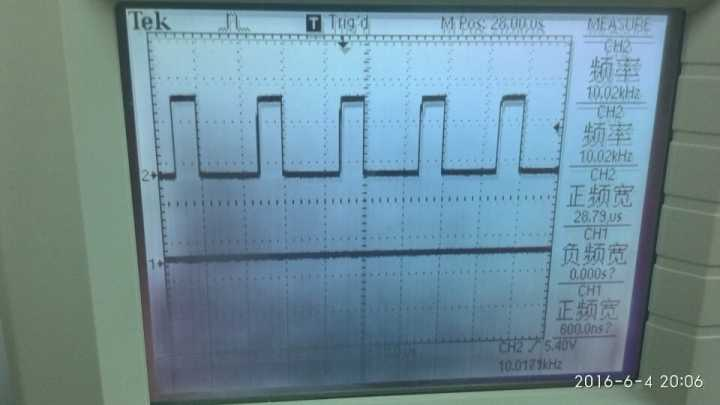 Tek
T Trig'd
M Pos: 28.00us
MEASURE
CH2
频率
10.02kHz
CH2
频率
10.02kHz
CH2
正频宽
28.79us
CH1
负频宽
0.000s?
CH1
正频宽
600.0ns?
2
1
CH2 5.40V
10.0179kHz
2016-6-4 20:06